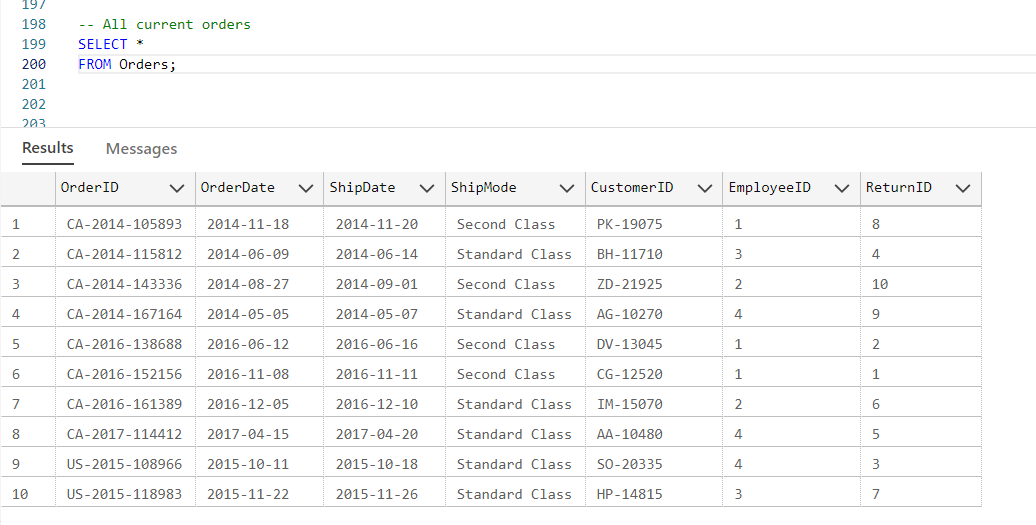 197
198 -- All current orders
199 SELECT *
200 FROM Orders;
201
202
203
Results Messages
OrderID OrderDate ShipDate ShipMode CustomerID EmployeeID ReturnID
1 CA-2014-105893 2014-11-18 2014-11-20 Second Class PK-19075 1 8
2 CA-2014-115812 2014-06-09 2014-06-14 Standard Class BH-11710 3 4
3 CA-2014-143336 2014-08-27 2014-09-01 Second Class ZD-21925 2 10
4 CA-2014-167164 2014-05-05 2014-05-07 Standard Class AG-10270 4 9
5 CA-2016-138688 2016-06-12 2016-06-16 Second Class DV-13045 1 2
6 CA-2016-152156 2016-11-08 2016-11-11 Second Class CG-12520 1 1
7 CA-2016-161389 2016-12-05 2016-12-10 Standard Class IM-15070 2 6
8 CA-2017-114412 2017-04-15 2017-04-20 Standard Class AA-10480 4 5
9 US-2015-108966 2015-10-11 2015-10-18 Standard Class SO-20335 4 3
10 US-2015-118983 2015-11-22 2015-11-26 Standard Class HP-14815 3 7